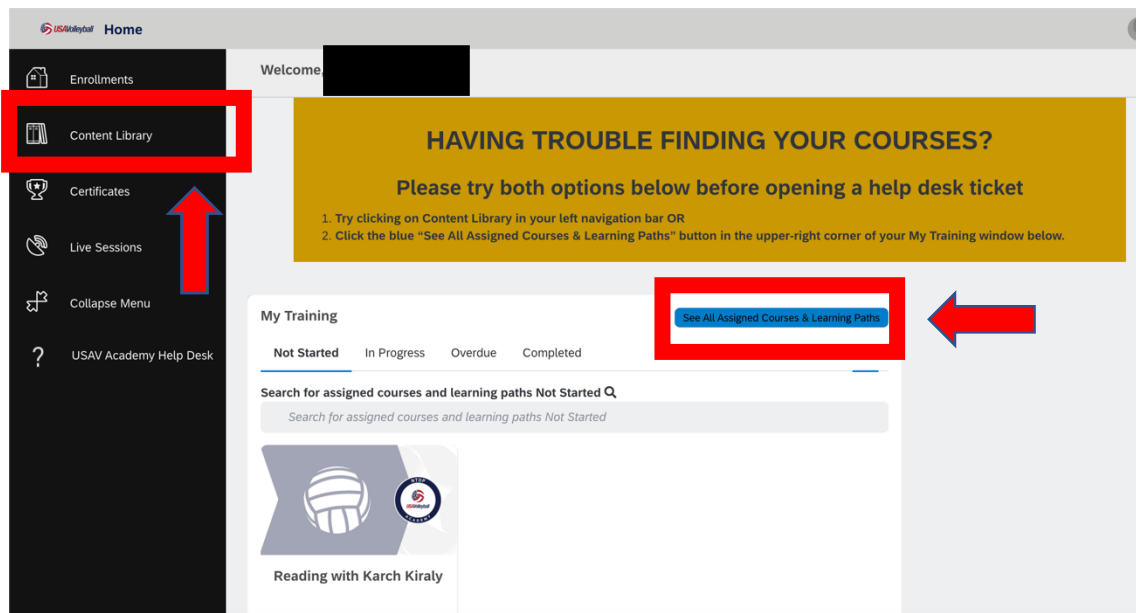 USAVolleyball Home
Enrollments
Content Library
Certificates
Live Sessions
Collapse Menu
? USAV Academy Help Desk
Welcome,
HAVING TROUBLE FINDING YOUR COURSES?
Please try both options below before opening a help desk ticket
1. Try clicking on Content Library in your left navigation bar OR
2. Click the blue “See All Assigned Courses & Learning Paths” button in the upper-right corner of your My Training window below.
My Training
See All Assigned Courses & Learning Paths
Not Started In Progress Overdue Completed
Search for assigned courses and learning paths Not Started
Search for assigned courses and learning paths Not Started
NTDP
USAVolleyball
ACADEMY
Reading with Karch Kiraly